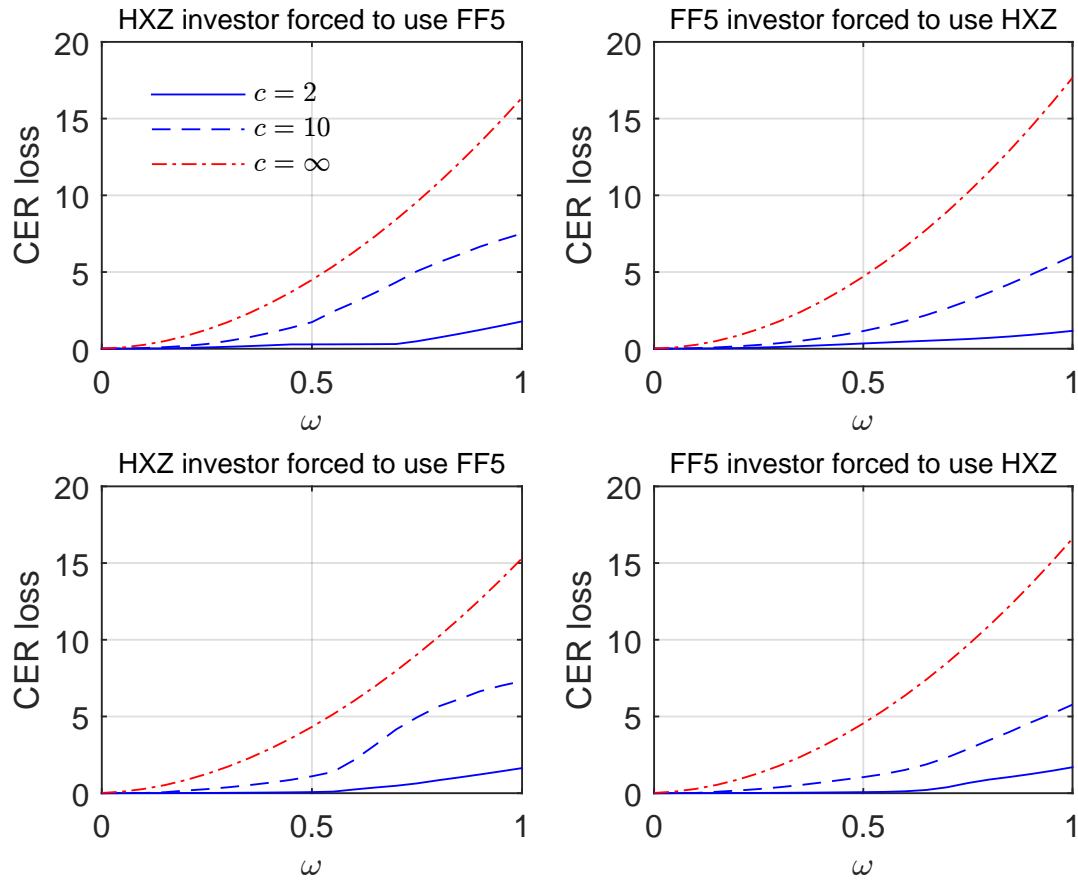 HXZ investor forced to use FF5
20
15
10
5
0
0
0.5
1
CER loss
ω
c = 2
c = 10
c = ∞
FF5 investor forced to use HXZ
20
15
10
5
0
0
0.5
1
CER loss
ω
HXZ investor forced to use FF5
20
15
10
5
0
0
0.5
1
CER loss
ω
FF5 investor forced to use HXZ
20
15
10
5
0
0
0.5
1
CER loss
ω